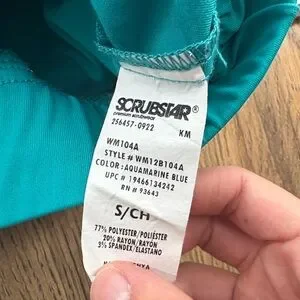 SCRUBSTAR®
premium scrubwear
256457-0922 KM
WM104A
STYLE # WM12B104A
COLOR: AQUAMARINE BLUE
UPC # 19466134242
RN # 93643
S/CH
77% POLYESTER/POLIÉSTER
20% RAYON/RAYÓN
3% SPANDEX/ELASTANO